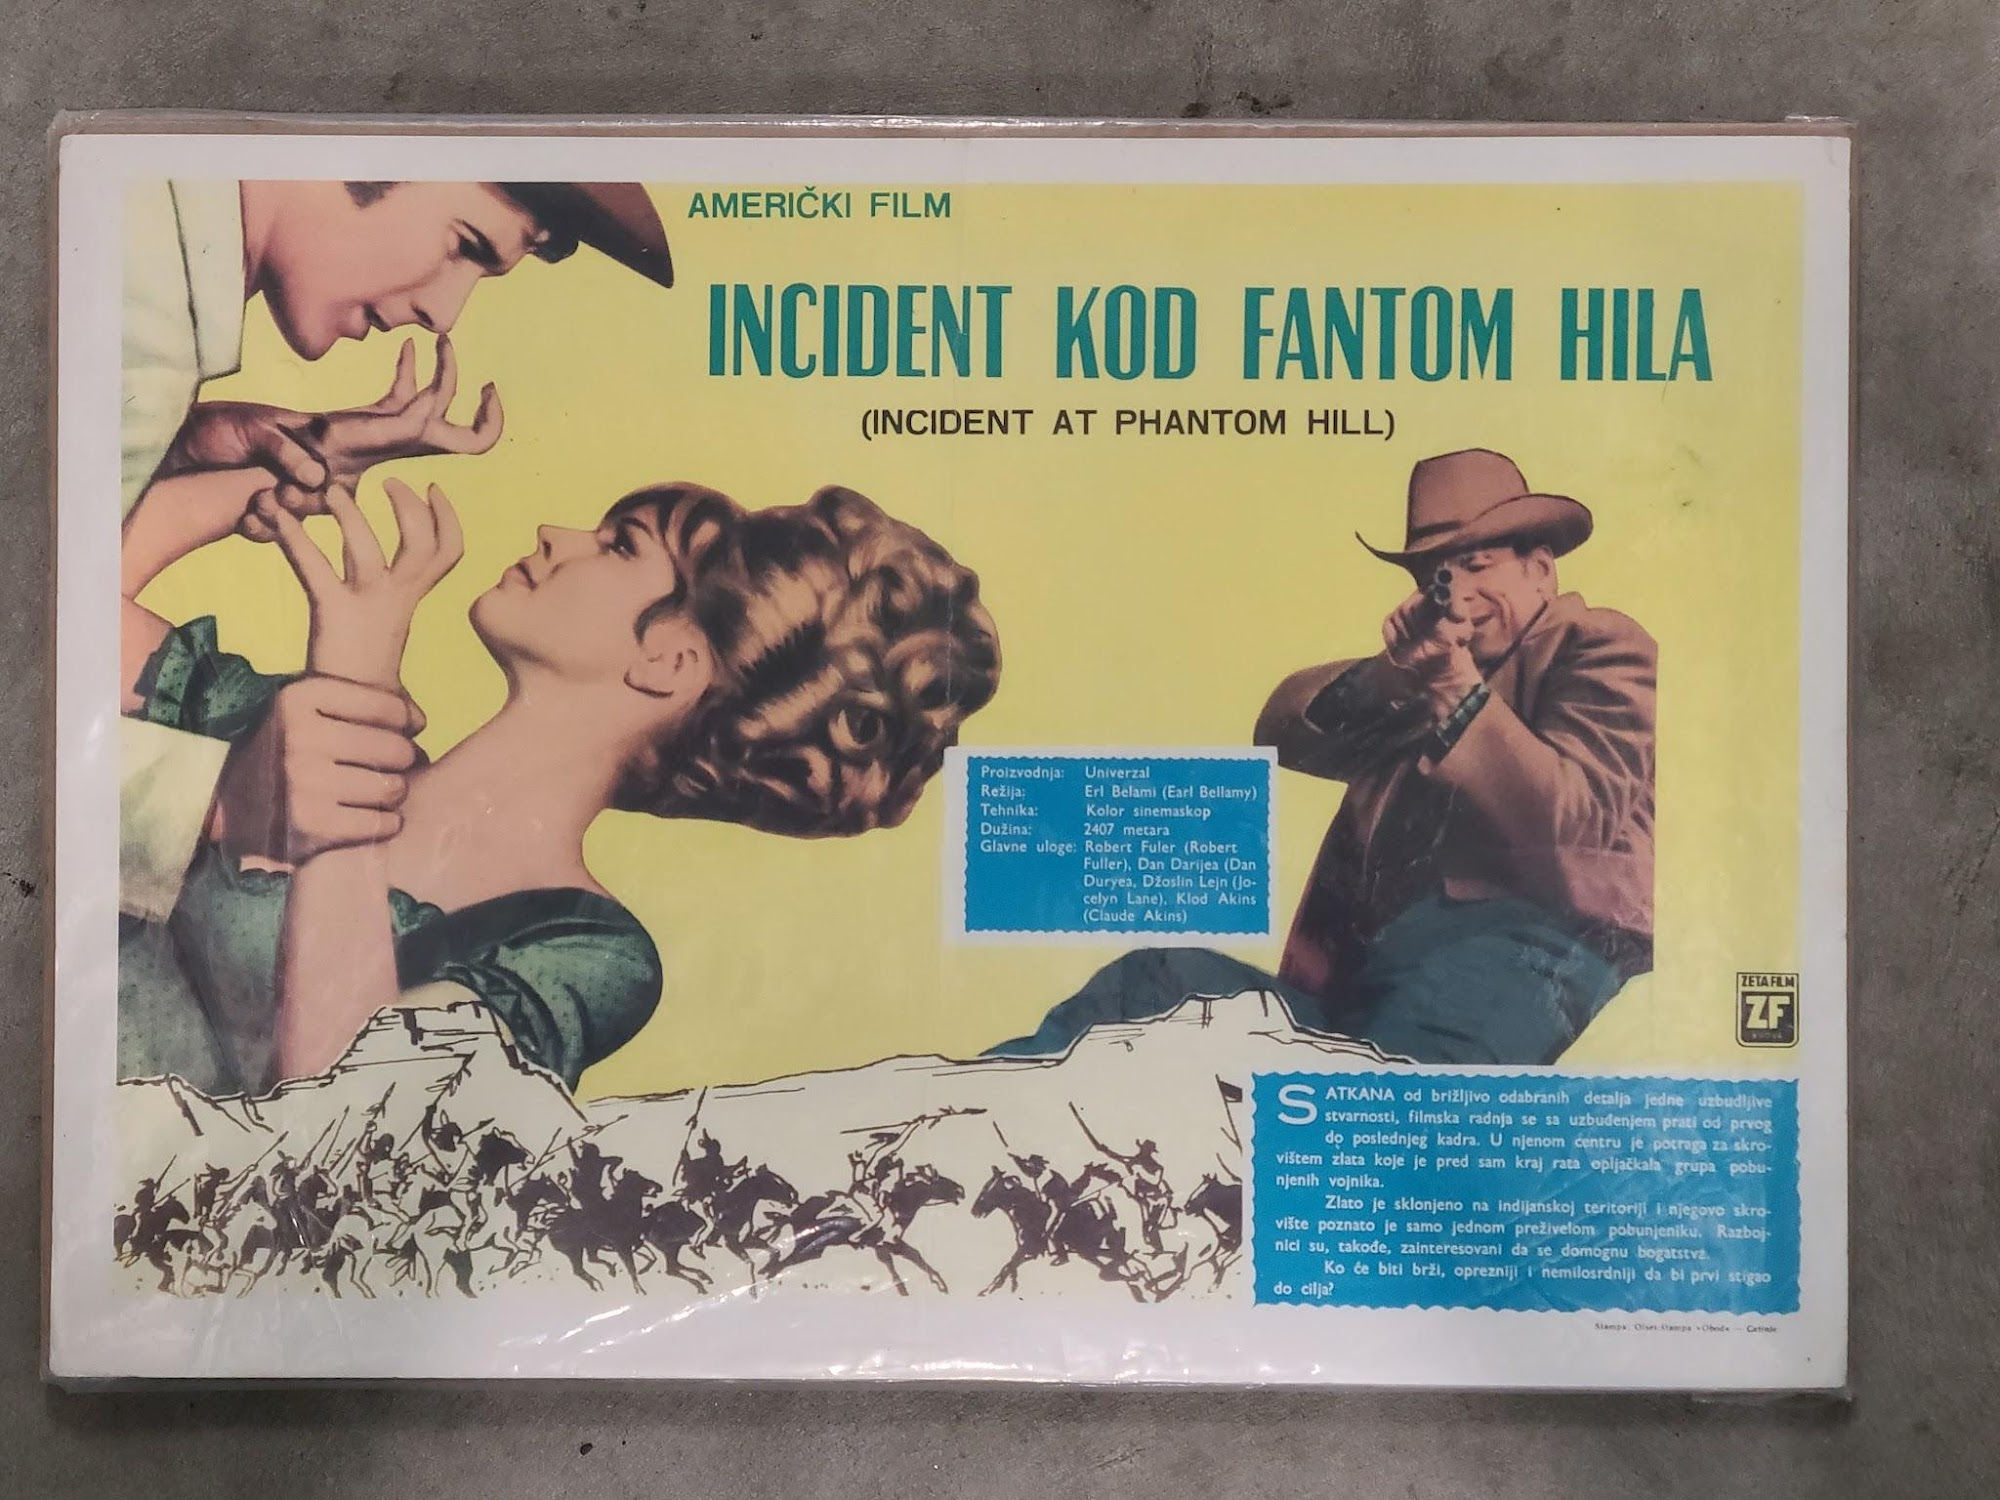 AMERIČKI FILM
INCIDENT KOD FANTOM HILA
(INCIDENT AT PHANTOM HILL)
Proizvodnja: Univerzal
Režija: Erl Belami (Earl Bellamy)
Tehnika: Kolor sinemaskop
Dužina: 2407 metara
Glavne uloge: Robert Fuler (Robert
Fuller), Dan Darijea (Dan
Duryea, Džoslin Lejn (Jo-
celyn Lane), Klod Akins
(Claude Akins)
ZETA FILM
ZF
SATKANA od brižljivo odabranih detalja jedne uzbudljive
stvarnosti, filmska radnja se sa uzbuđenjem prati od prvog
do poslednjeg kadra. U njenom centru je potraga za skro-
vištem zlata koje je pred sam kraj rata opljačkala grupa pobu-
njenih vojnika.
Zlato je sklonjeno na indijanskoj teritoriji i njegovo skro-
vište poznato je samo jednom preživelom pobunjeniku. Razboj-
nici su, takođe, zainteresovani da se domognu bogatstva.
Ko će biti brži, oprezniji i nemilosrdniji da bi prvi stigao
do cilja?
Štampa: Ofset-štampa »Obod« — Cetinje